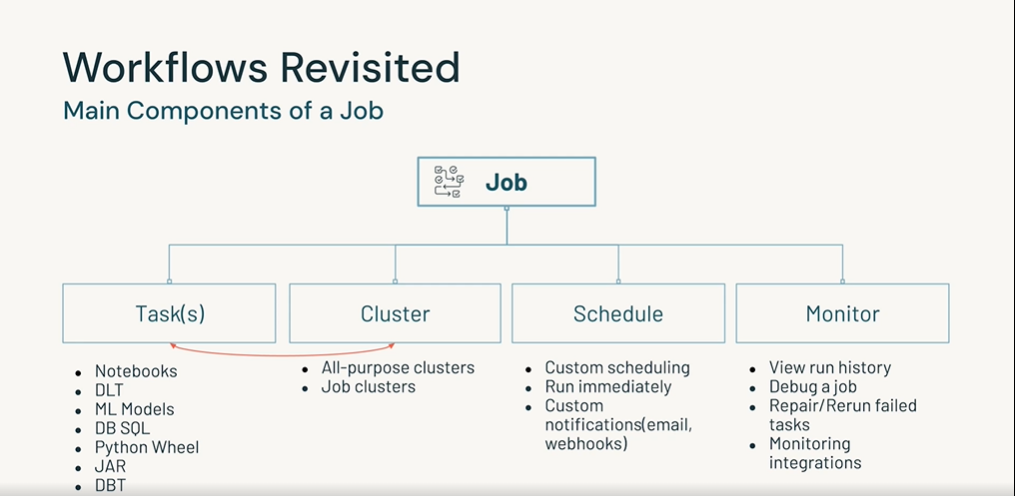 Workflows Revisited
Main Components of a Job
Job
Task(s)
Cluster
Schedule
Monitor
• Notebooks
• DLT
• ML Models
• DB SQL
• Python Wheel
• JAR
• DBT
• All-purpose clusters
• Job clusters
• Custom scheduling
• Run immediately
• Custom
notifications(email,
webhooks)
• View run history
• Debug a job
• Repair/Rerun failed
tasks
• Monitoring
integrations